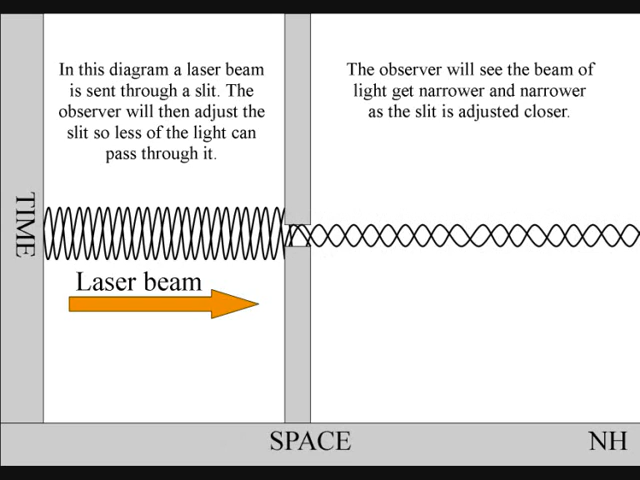 In this diagram a laser beam
is sent through a slit. The
observer will then adjust the
slit so less of the light can
pass through it.
The observer will see the beam of
light get narrower and narrower
as the slit is adjusted closer.
TIME
Laser beam
SPACE
NH